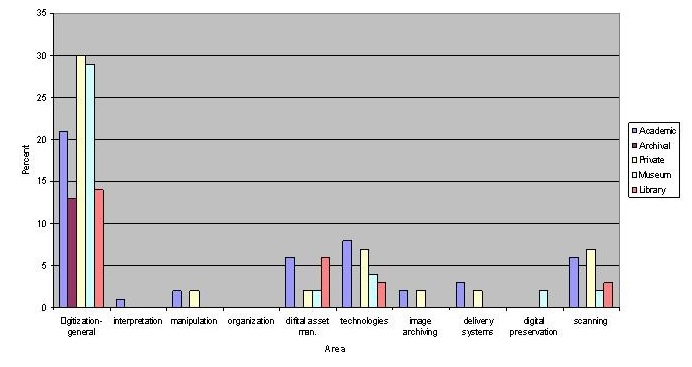 35
30
25
20
15
10
5
0
Percent
Digitization-
general
interpretation
manipulation
organization
difital asset
man.
technologies
image
archiving
delivery
systems
digital
preservation
scanning
Area
Academic
Archival
Private
Museum
Library